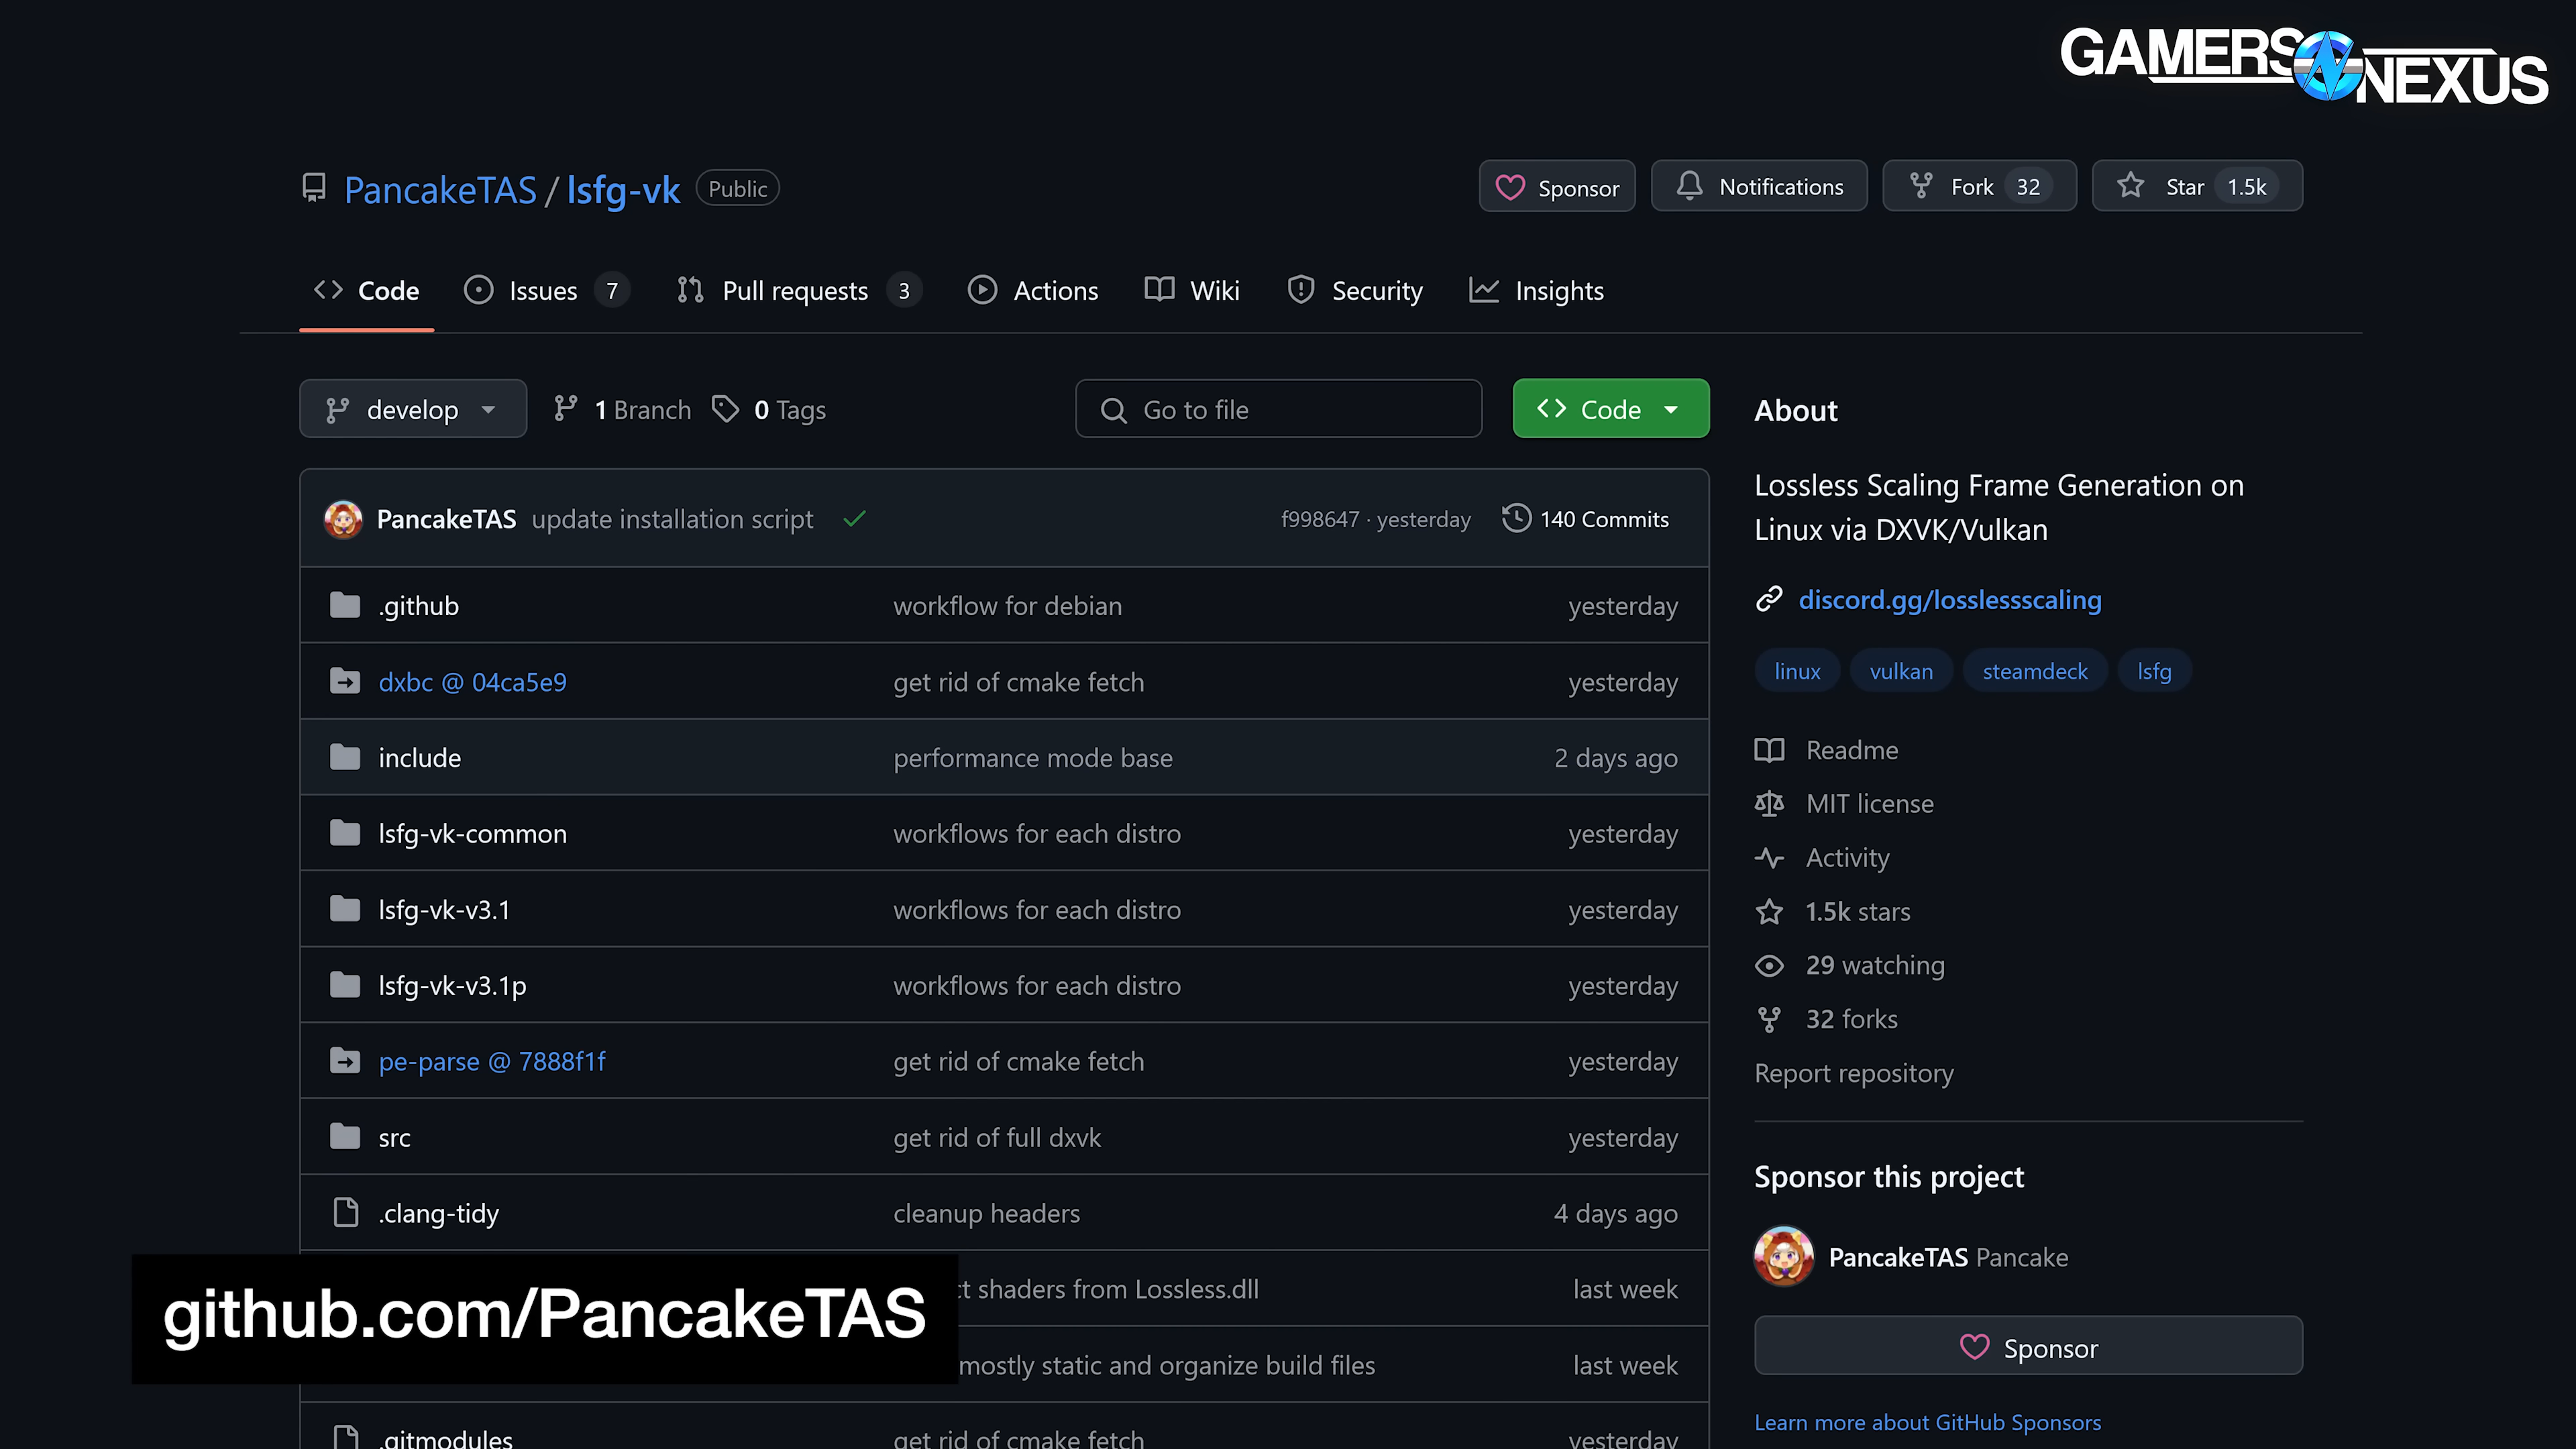 GAMERS NEXUS
PancakeTAS / lsfg-vk Public
Sponsor Notifications Fork 32 Star 1.5k
Code Issues 7 Pull requests 3 Actions Wiki Security Insights
develop 1 Branch 0 Tags Go to file Code
PancakeTAS update installation script f998647 · yesterday 140 Commits
.github workflow for debian yesterday
dxbc @ 04ca5e9 get rid of cmake fetch yesterday
include performance mode base 2 days ago
lsfg-vk-common workflows for each distro yesterday
lsfg-vk-v3.1 workflows for each distro yesterday
lsfg-vk-v3.1p workflows for each distro yesterday
pe-parse @ 7888f1f get rid of cmake fetch yesterday
src get rid of full dxvk yesterday
.clang-tidy cleanup headers 4 days ago
ct shaders from Lossless.dll last week
mostly static and organize build files last week
.gitmodules get rid of cmake fetch yesterday
github.com/PancakeTAS
About
Lossless Scaling Frame Generation on
Linux via DXVK/Vulkan
discord.gg/losslessscaling
linux vulkan steamdeck lsfg
Readme
MIT license
Activity
1.5k stars
29 watching
32 forks
Report repository
Sponsor this project
PancakeTAS Pancake
Sponsor
Learn more about GitHub Sponsors